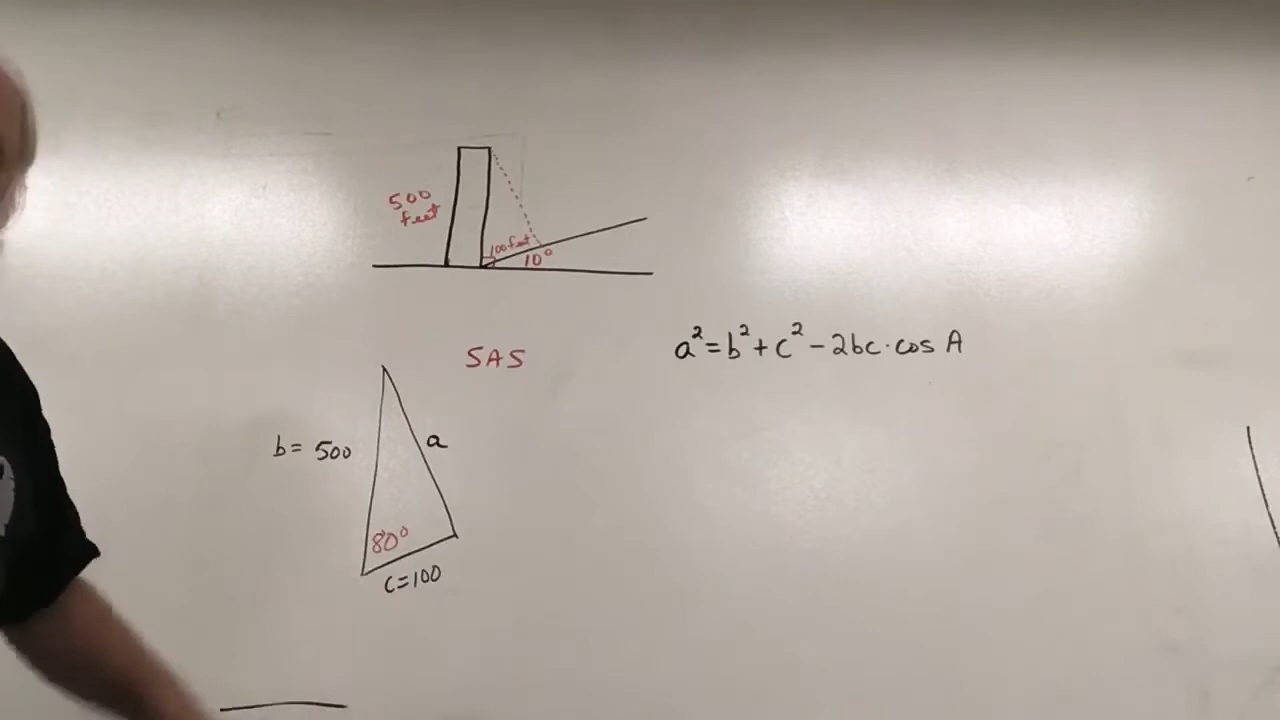 500
feet
100 feet
10°
SAS
a²=b²+c²-2bc·cos A
b= 500
a
80°
c=100